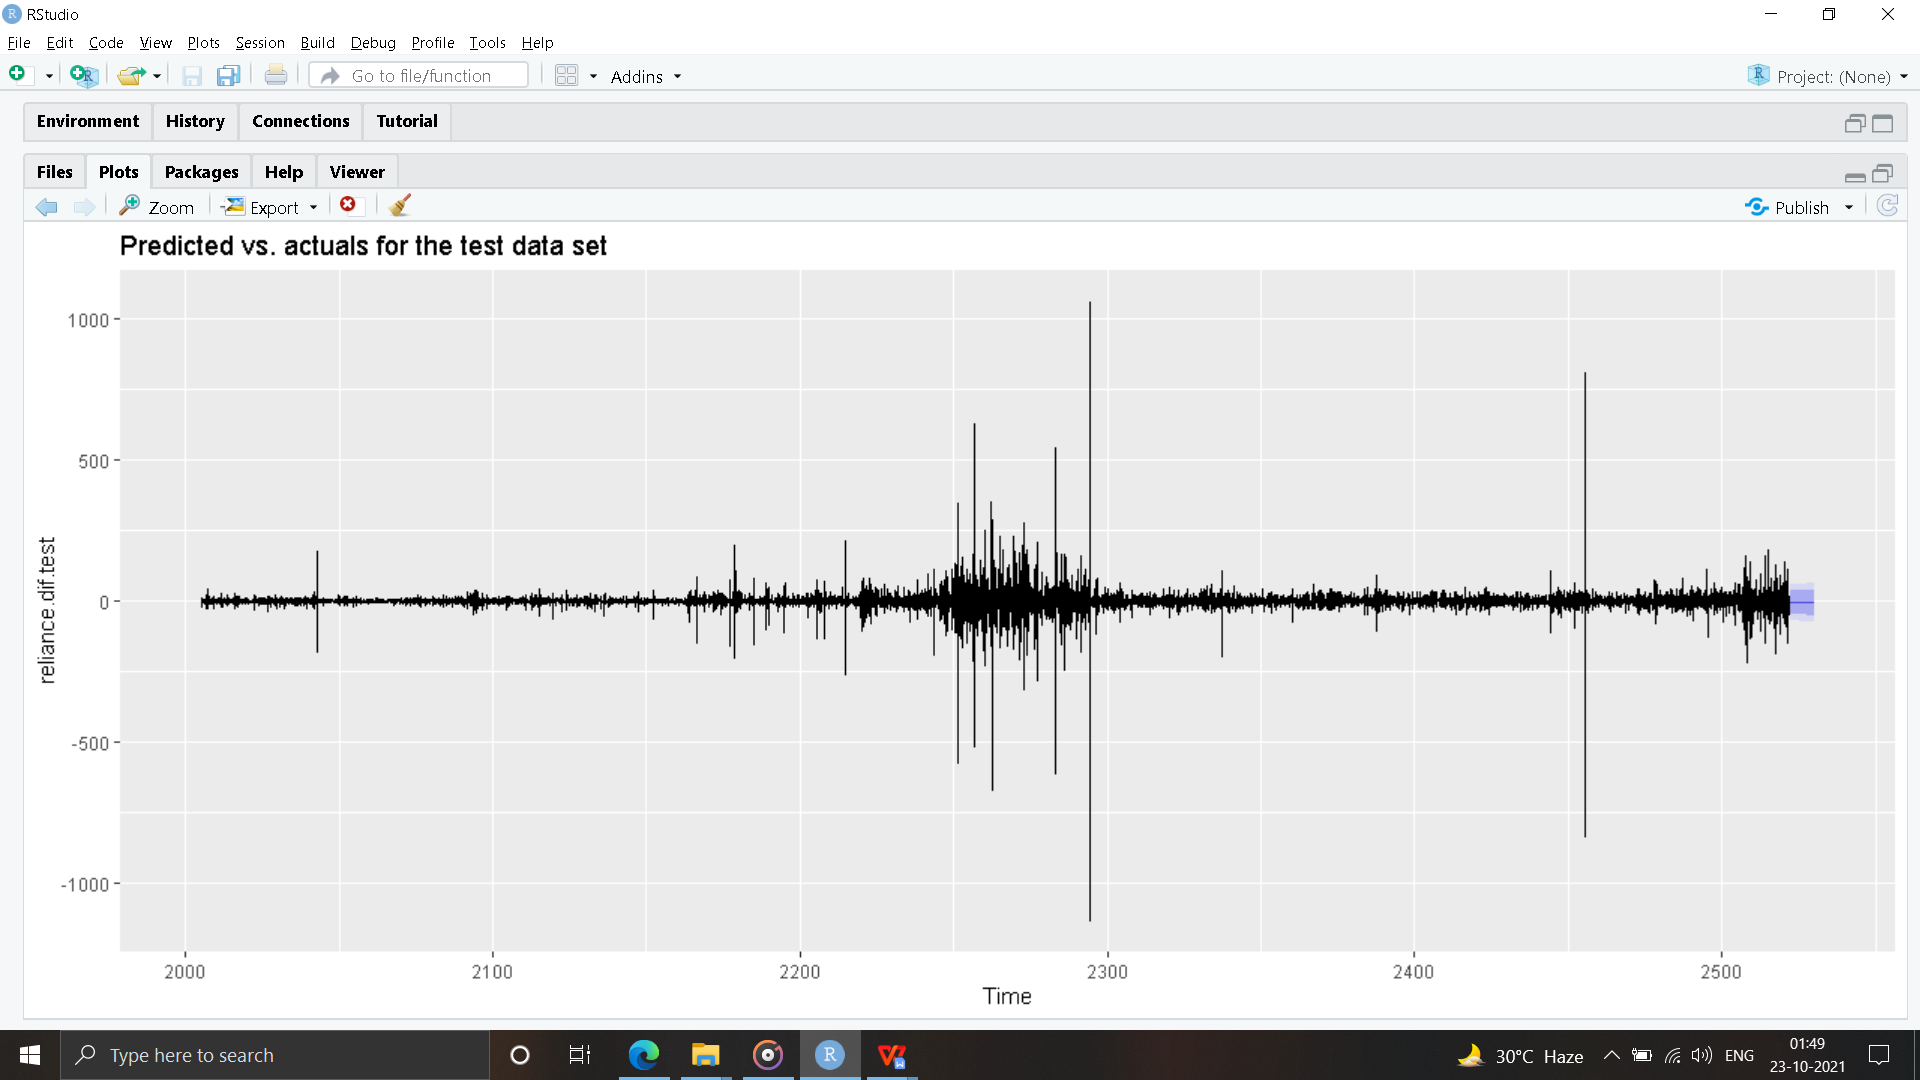 RStudio
File Edit Code View Plots Session Build Debug Profile Tools Help
Go to file/function Addins Project: (None)
Environment History Connections Tutorial
Files Plots Packages Help Viewer
Zoom Export Publish
Predicted vs. actuals for the test data set
1000
500
0
-500
-1000
reliance.dif.test
2000 2100 2200 2300 2400 2500
Time
Type here to search
30°C Haze ENG
01:49
23-10-2021